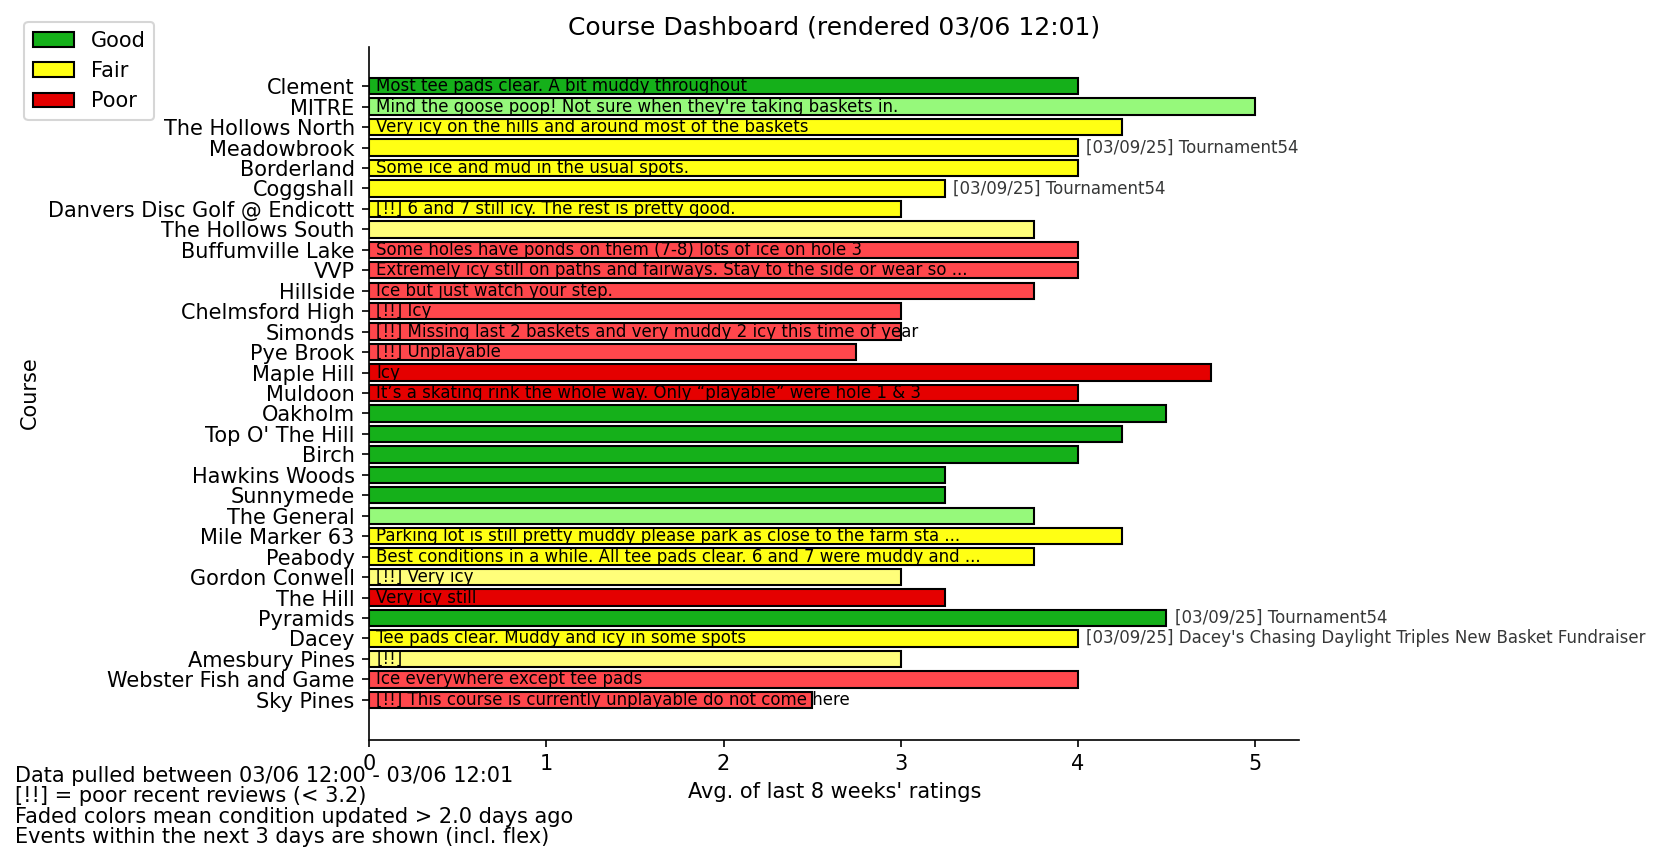 Course Dashboard (rendered 03/06 12:01)
Good
Fair
Poor
Clement Most tee pads clear. A bit muddy throughout
MITRE Mind the goose poop! Not sure when they're taking baskets in.
The Hollows North Very icy on the hills and around most of the baskets
Meadowbrook [03/09/25] Tournament54
Borderland Some ice and mud in the usual spots.
Coggshall [03/09/25] Tournament54
Danvers Disc Golf @ Endicott [!!] 6 and 7 still icy. The rest is pretty good.
The Hollows South
Buffumville Lake Some holes have ponds on them (7-8) lots of ice on hole 3
VVP Extremely icy still on paths and fairways. Stay to the side or wear so ...
Hillside Ice but just watch your step.
Chelmsford High [!!] Icy
Simonds [!!] Missing last 2 baskets and very muddy 2 icy this time of year
Pye Brook [!!] Unplayable
Maple Hill Icy
Muldoon It's a skating rink the whole way. Only “playable” were hole 1 & 3
Oakholm
Top O' The Hill
Birch
Hawkins Woods
Sunnymede
The General
Mile Marker 63 Parking lot is still pretty muddy please park as close to the farm sta ...
Peabody Best conditions in a while. All tee pads clear. 6 and 7 were muddy and ...
Gordon Conwell [!!] Very icy
The Hill Very icy still
Pyramids [03/09/25] Tournament54
Dacey Tee pads clear. Muddy and icy in some spots [03/09/25] Dacey's Chasing Daylight Triples New Basket Fundraiser
Amesbury Pines [!!]
Webster Fish and Game Ice everywhere except tee pads
Sky Pines [!!] This course is currently unplayable do not come here
Course
0 1 2 3 4 5
Avg. of last 8 weeks' ratings
Data pulled between 03/06 12:00 - 03/06 12:01
[!!] = poor recent reviews (< 3.2)
Faded colors mean condition updated > 2.0 days ago
Events within the next 3 days are shown (incl. flex)